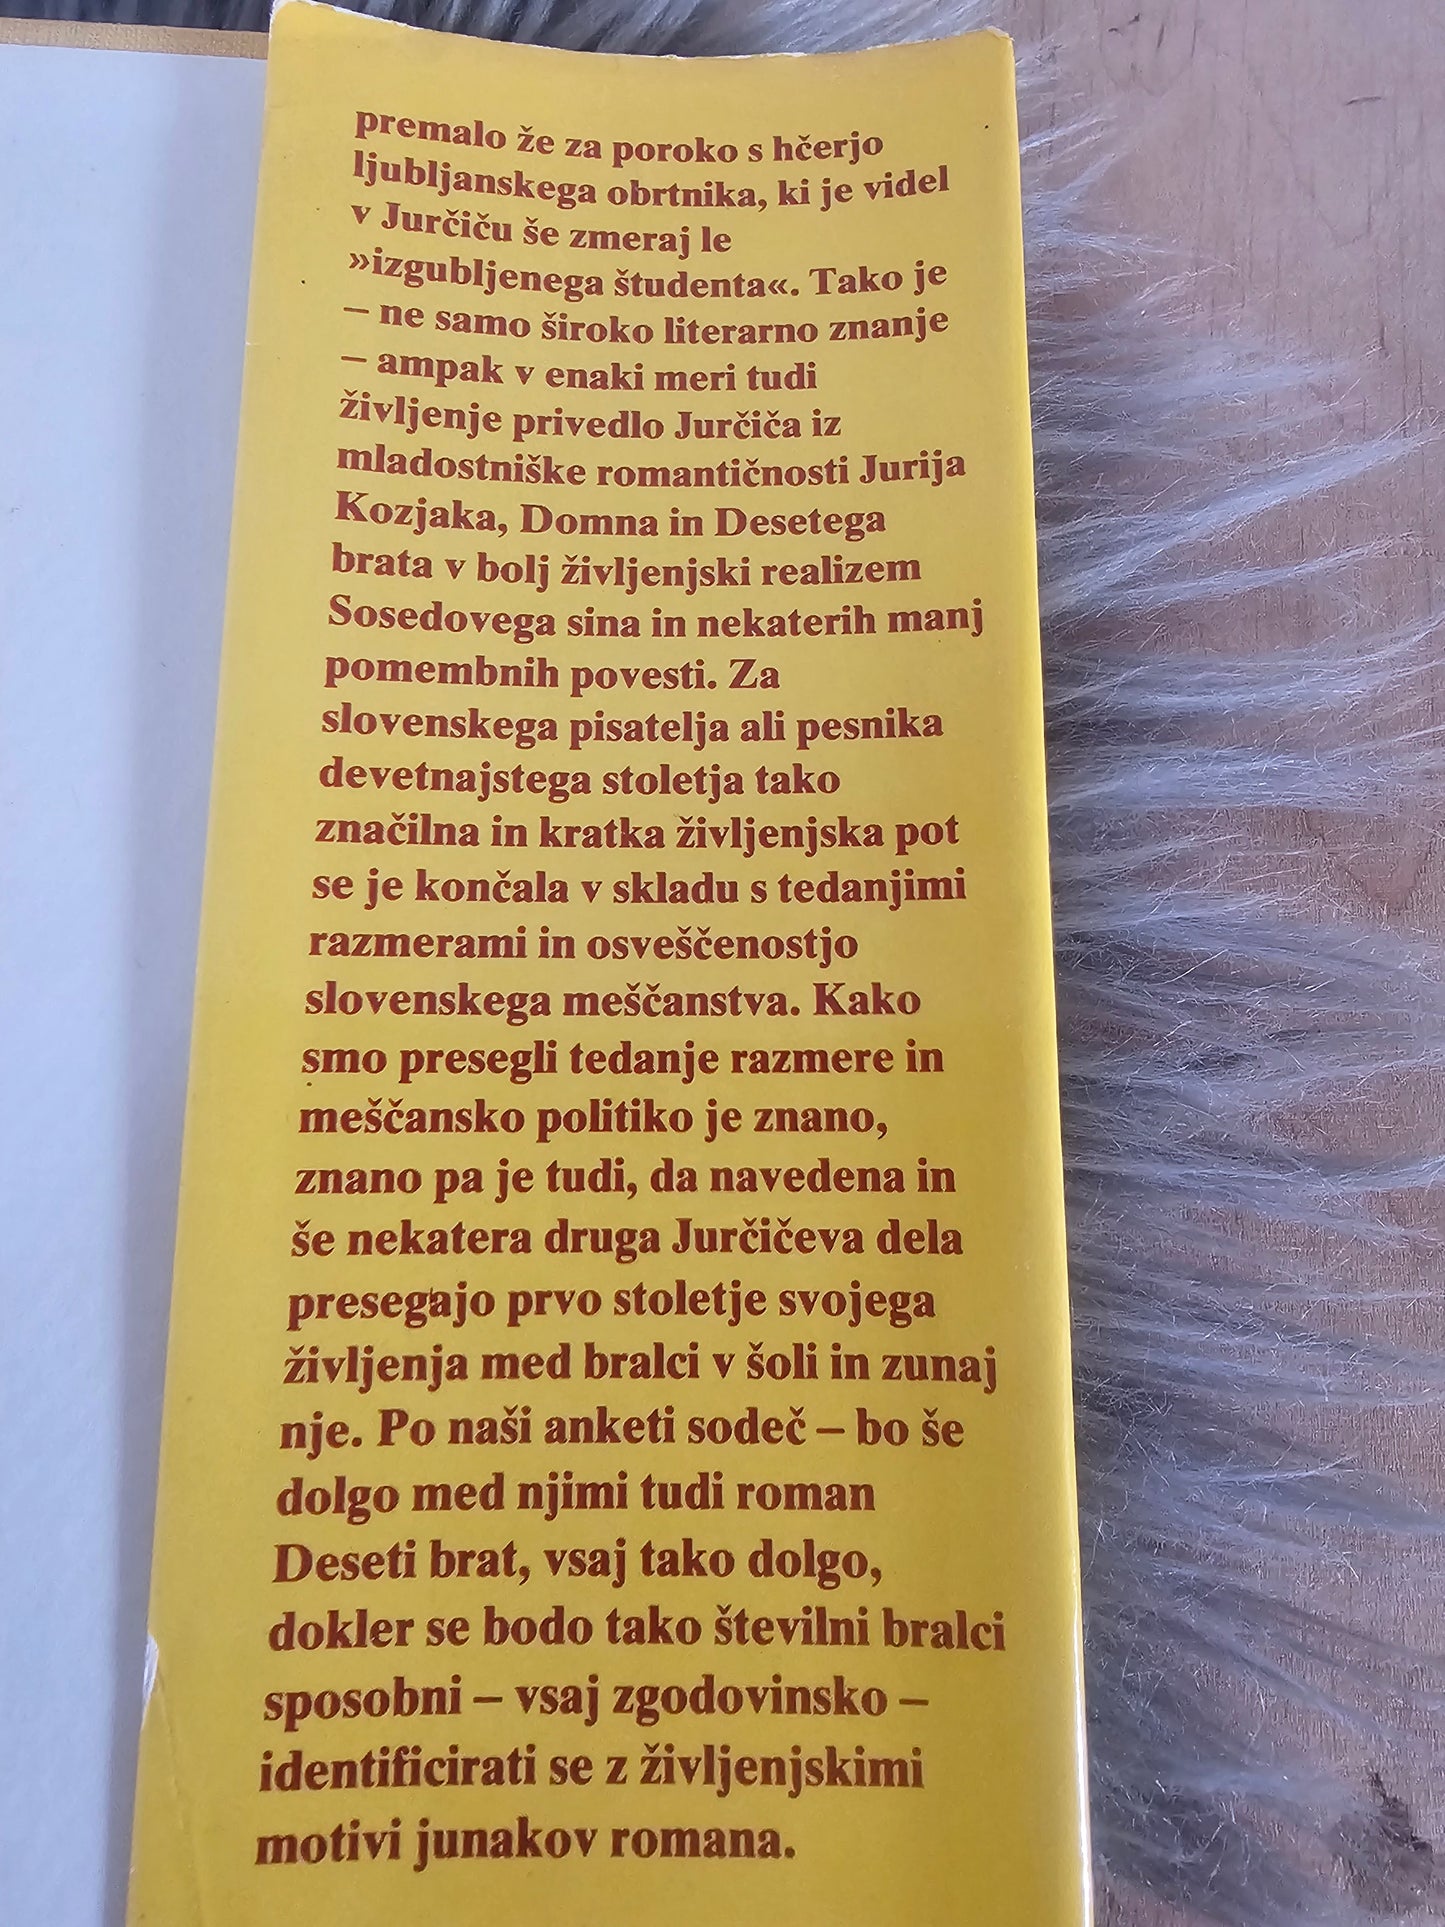 premalo že za poroko s hčerjo
ljubljanskega obrtnika, ki je videl
v Jurčiču še zmeraj le
»izgubljenega študenta«. Tako je
– ne samo široko literarno znanje
– ampak v enaki meri tudi
življenje privedlo Jurčiča iz
mladostniške romantičnosti Jurija
Kozjaka, Domna in Desetega
brata v bolj življenjski realizem
Sosedovega sina in nekaterih manj
pomembnih povesti. Za
slovenskega pisatelja ali pesnika
devetnajstega stoletja tako
značilna in kratka življenjska pot
se je končala v skladu s tedanjimi
razmerami in osveščenostjo
slovenskega meščanstva. Kako
smo presegli tedanje razmere in
meščansko politiko je znano,
znano pa je tudi, da navedena in
še nekatera druga Jurčičeva dela
presegajo prvo stoletje svojega
življenja med bralci v šoli in zunaj
nje. Po naši anketi sodeč – bo še
dolgo med njimi tudi roman
Deseti brat, vsaj tako dolgo,
dokler se bodo tako številni bralci
sposobni – vsaj zgodovinsko –
identificirati se z življenjskimi
motivi junakov romana.